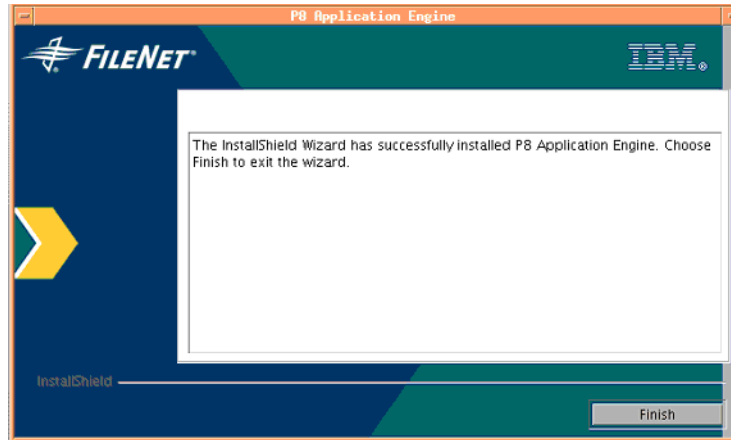 P8 Application Engine
FILENET
IBM
The InstallShield Wizard has successfully installed P8 Application Engine. Choose
Finish to exit the wizard.
InstallShield
Finish